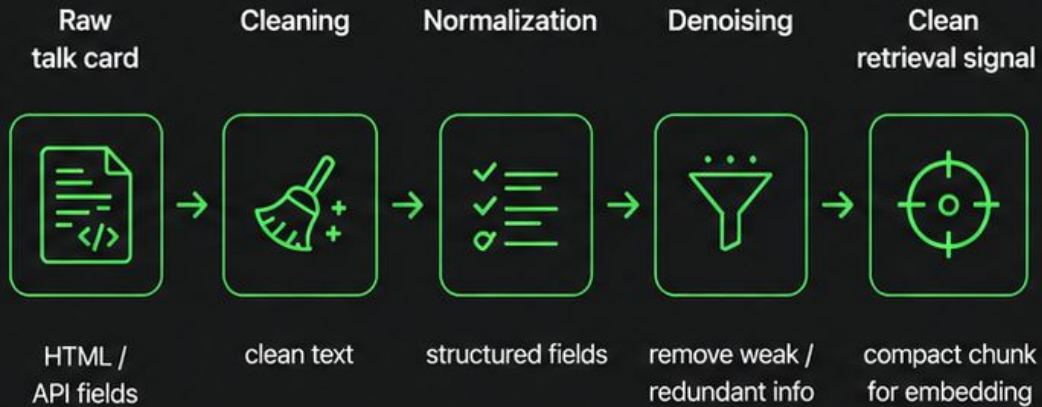 Raw
talk card
Cleaning
Normalization
Denoising
Clean
retrieval signal
</>
HTML /
API fields
clean text
structured fields
remove weak /
redundant info
compact chunk
for embedding